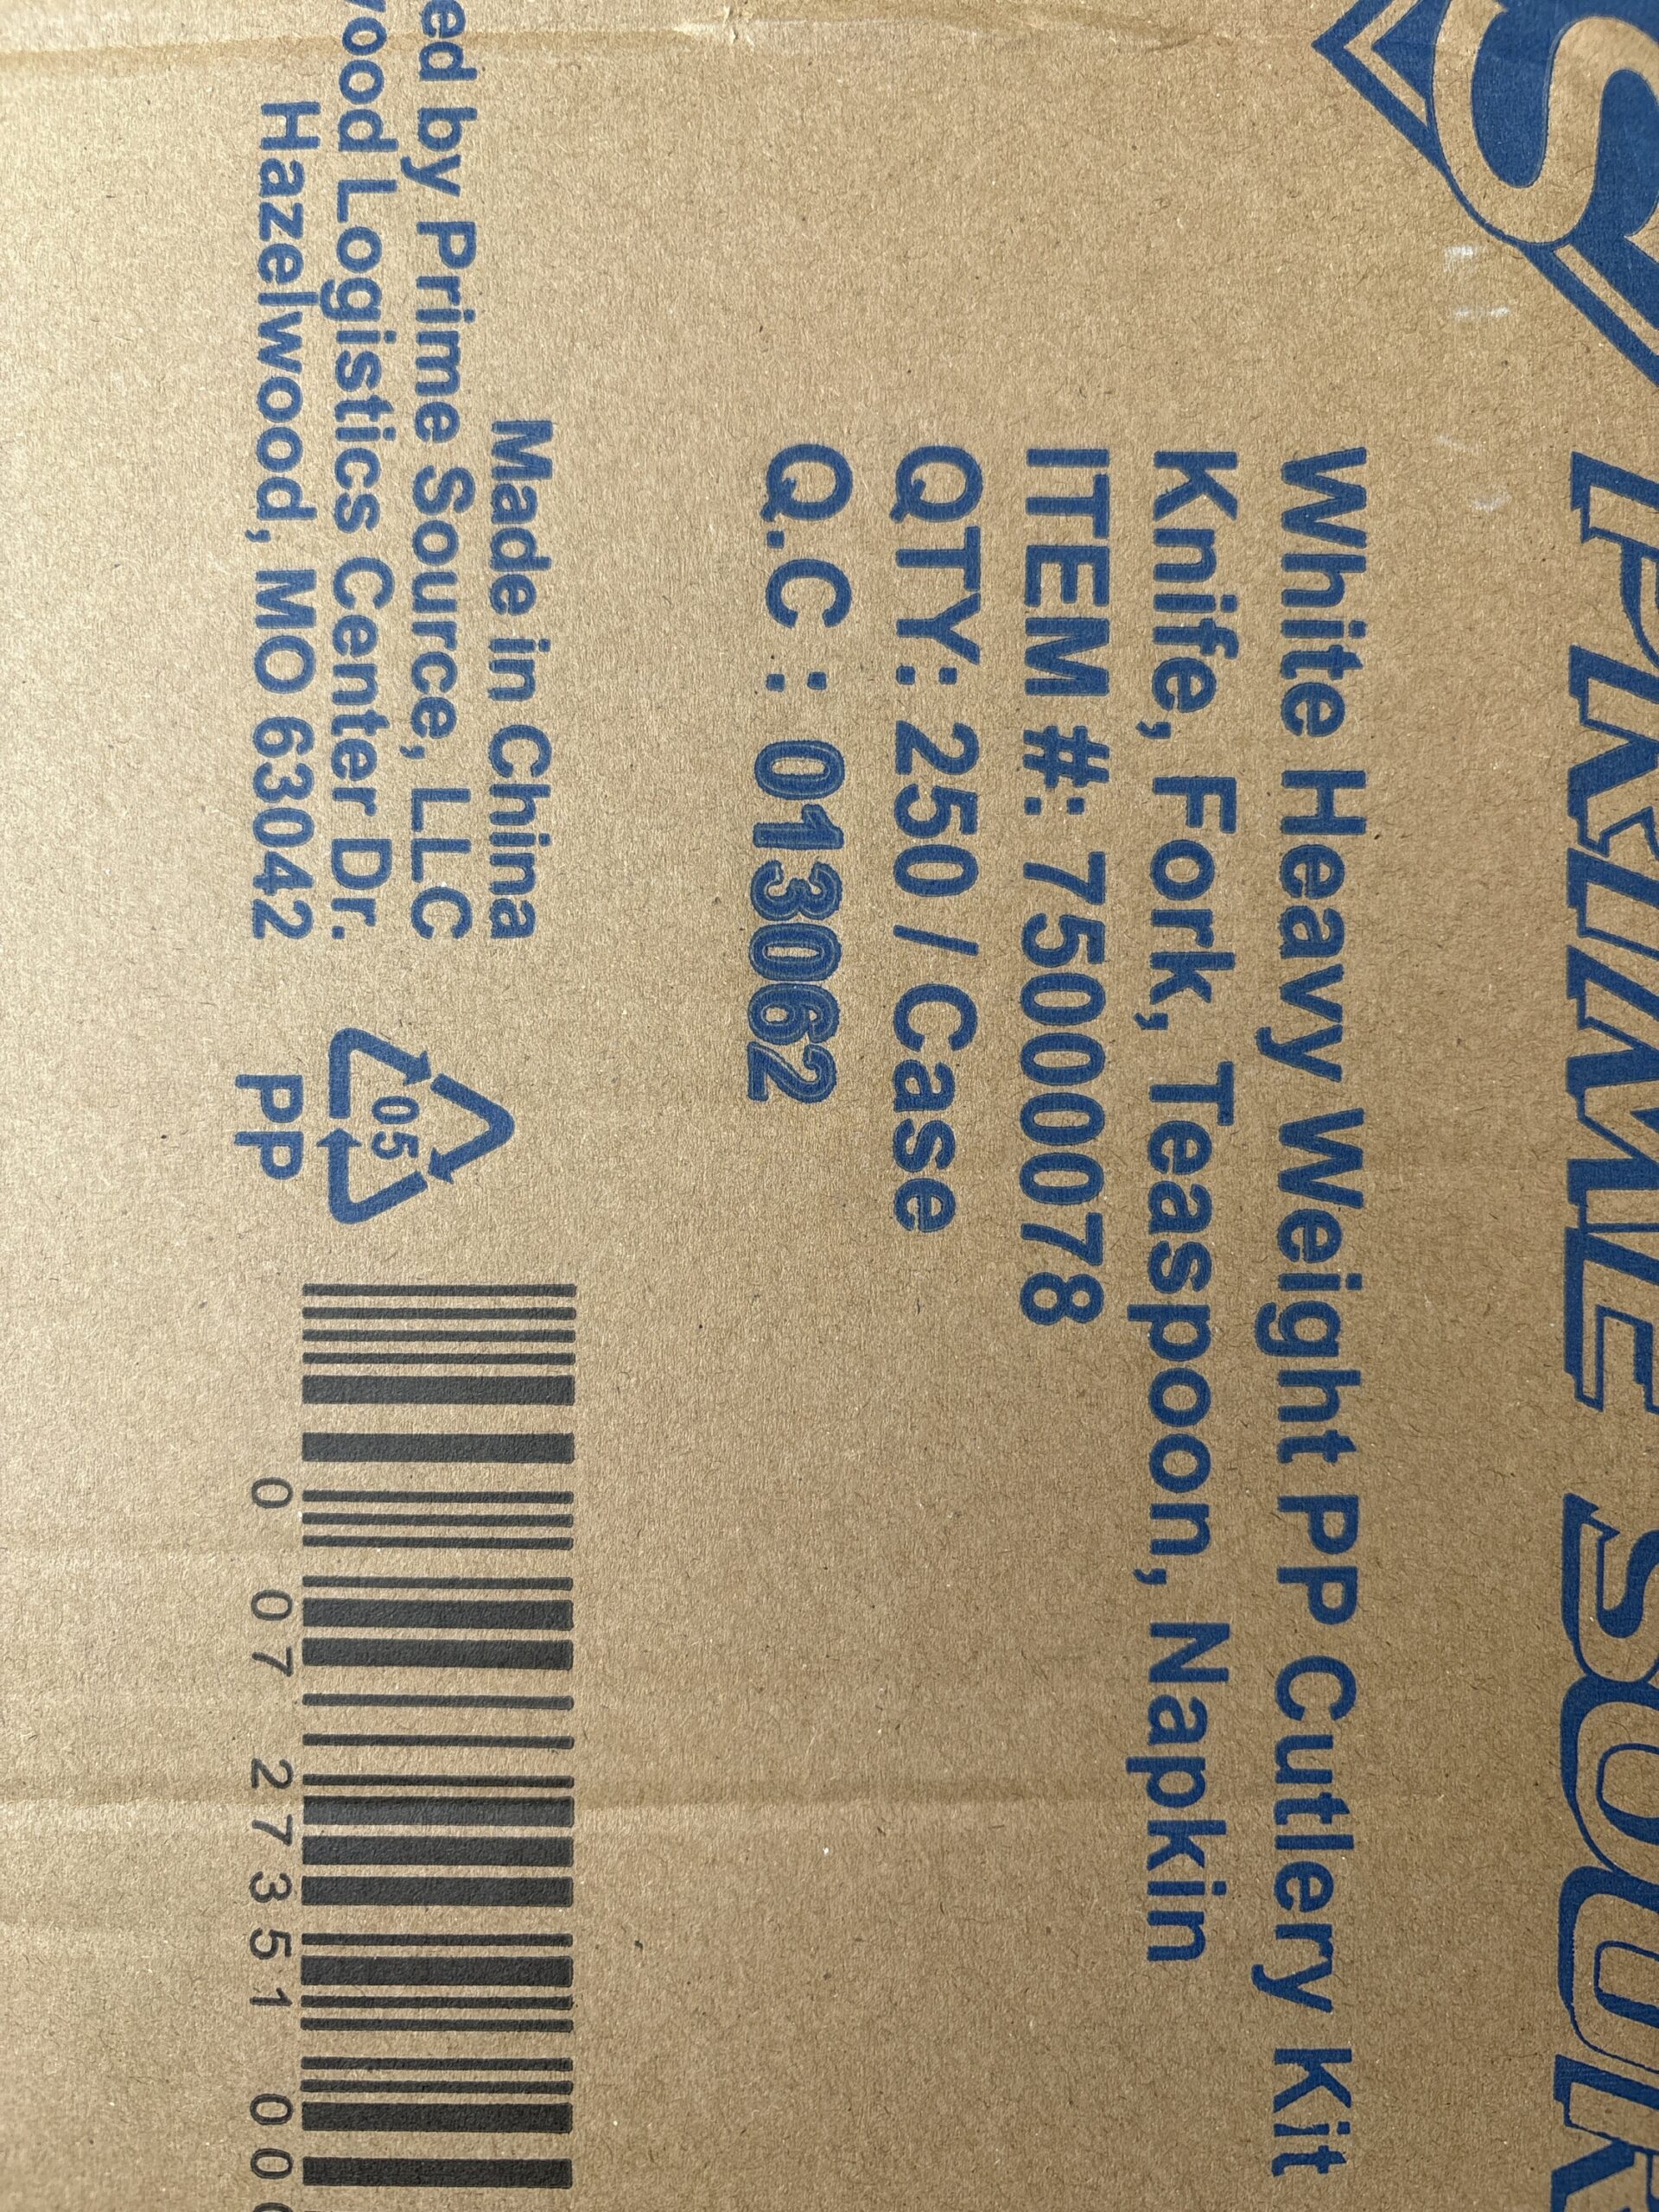 PRIME SOUR
White Heavy Weight PP Cutlery Kit
Knife, Fork, Teaspoon, Napkin
ITEM #: 75000078
QTY: 250 / Case
Q.C : 013062
Made in China
ed by Prime Source, LLC
ood Logistics Center Dr.
Hazelwood, MO 63042
05
PP
0 07 27351 00